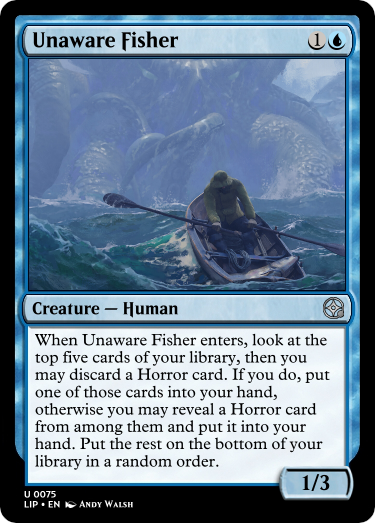 Unaware Fisher 1
Creature — Human
When Unaware Fisher enters, look at the
top five cards of your library, then you
may discard a Horror card. If you do, put
one of those cards into your hand,
otherwise you may reveal a Horror card
from among them and put it into your
hand. Put the rest on the bottom of your
library in a random order.
1/3
U 0075
LIP • EN Andy Walsh